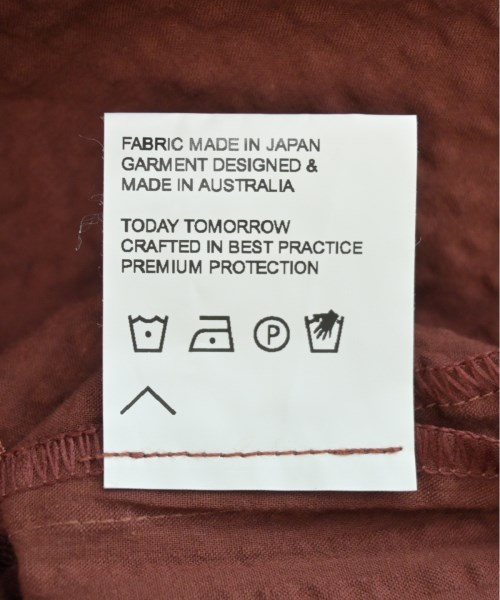 FABRIC MADE IN JAPAN
GARMENT DESIGNED &
MADE IN AUSTRALIA
TODAY TOMORROW
CRAFTED IN BEST PRACTICE
PREMIUM PROTECTION
P